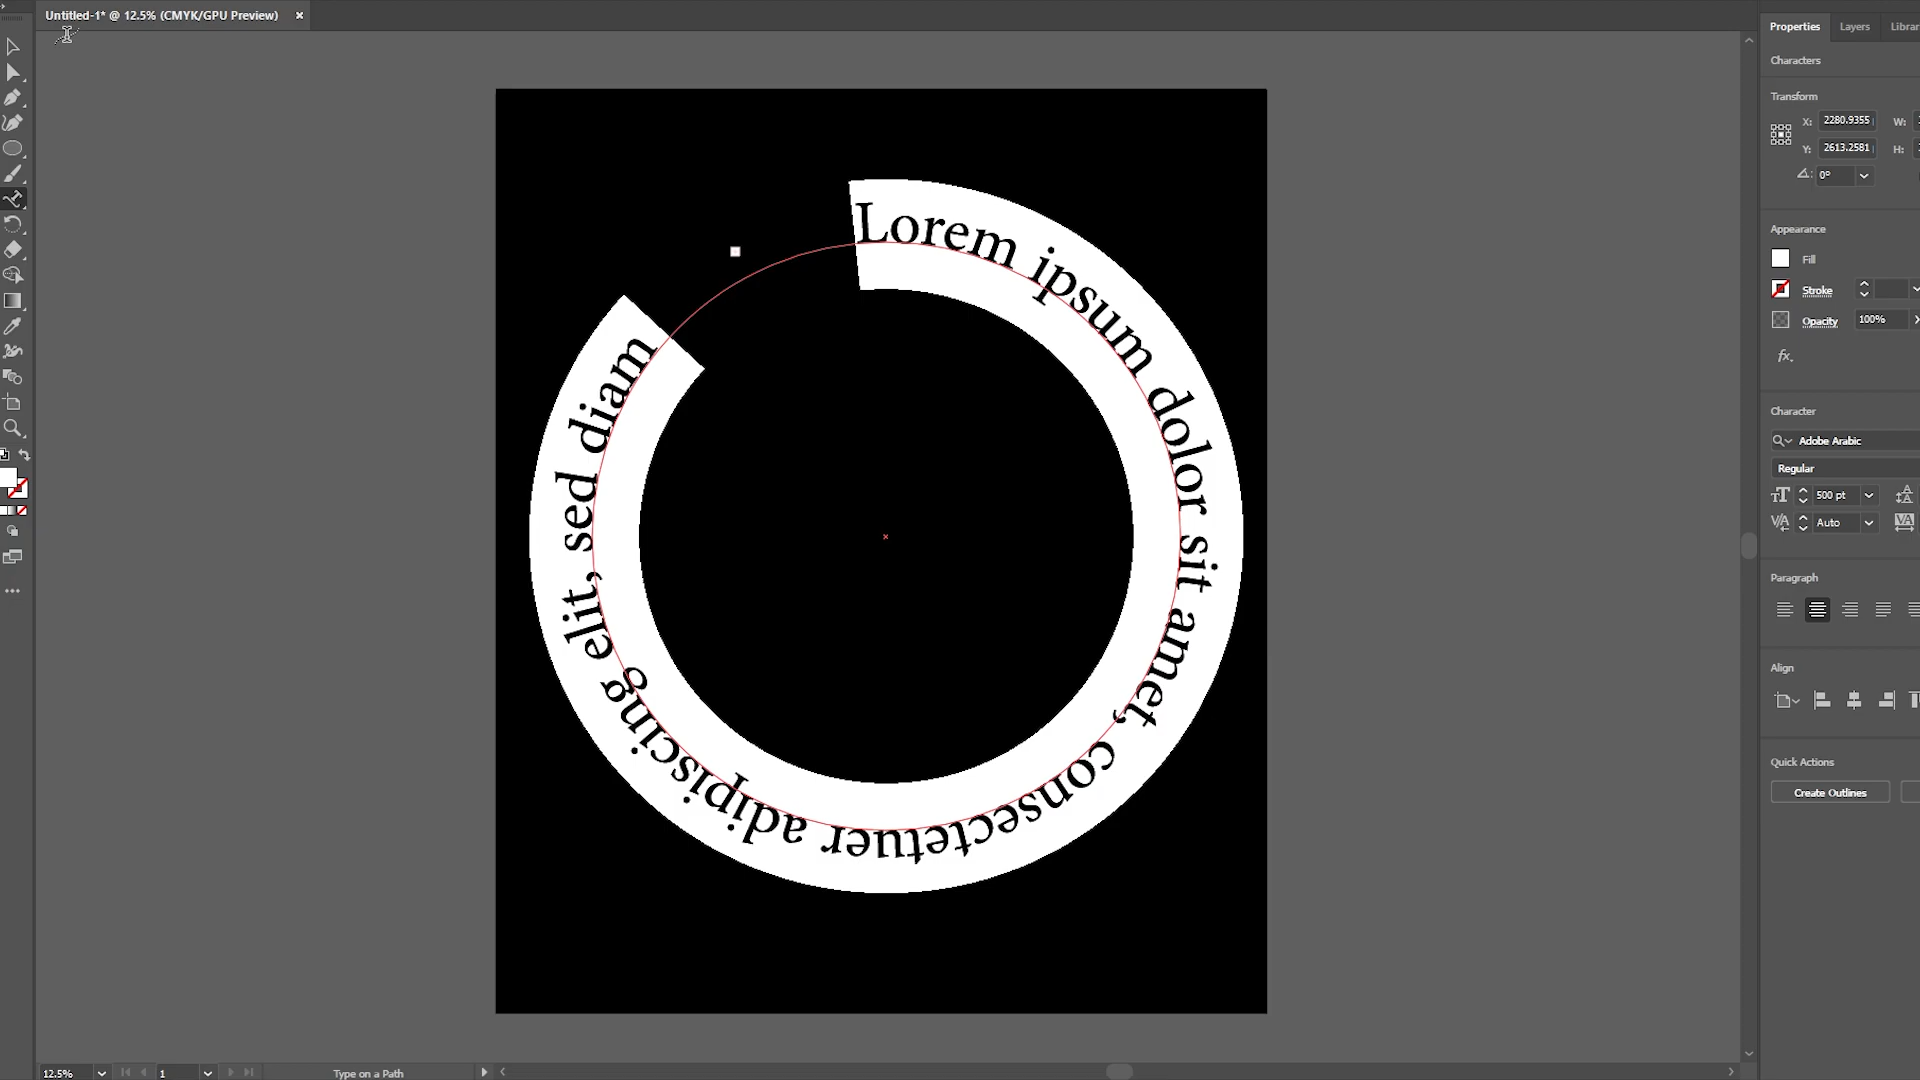 Untitled-1* @ 12.5% (CMYK/GPU Preview)
×
Properties Layers Librar
Characters
Transform
X: 2280.9355 W:
Y: 2613.2581 H:
0°
Appearance
Fill
Stroke
Opacity 100%
fx.
Character
Adobe Arabic
Regular
500 pt
Auto
Paragraph
Align
Quick Actions
Create Outlines
Lorem ipsum dolor sit amet, consectetuer adipiscing elit, sed diam
12.5% 1 Type on a Path